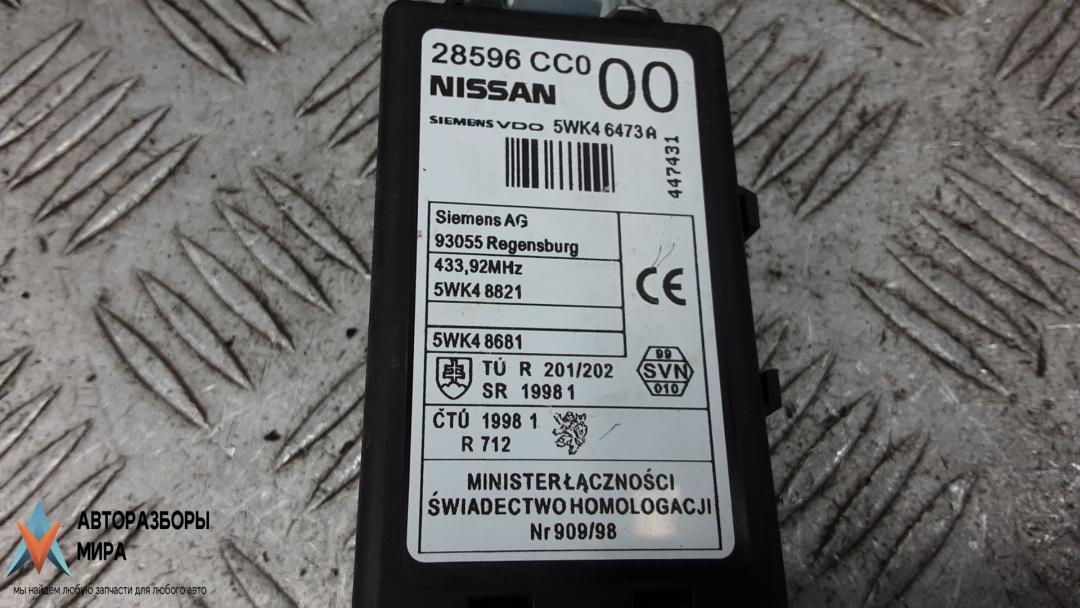 28596 CC0 00
NISSAN
SIEMENS VDO 5WK4 6473A
447431
Siemens AG
93055 Regensburg
433,92MHz
5WK4 8821
5WK4 8681
CE
TÚ R 201/202
SR 1998 1
99
SVN
010
ČTÚ 1998 1
R 712
MINISTER ŁĄCZNOŚCI
ŚWIADECTWO HOMOLOGACJI
Nr 909/98
АВТОРАЗБОРЫ
МИРА
мы найдем любую запчасти для любого авто